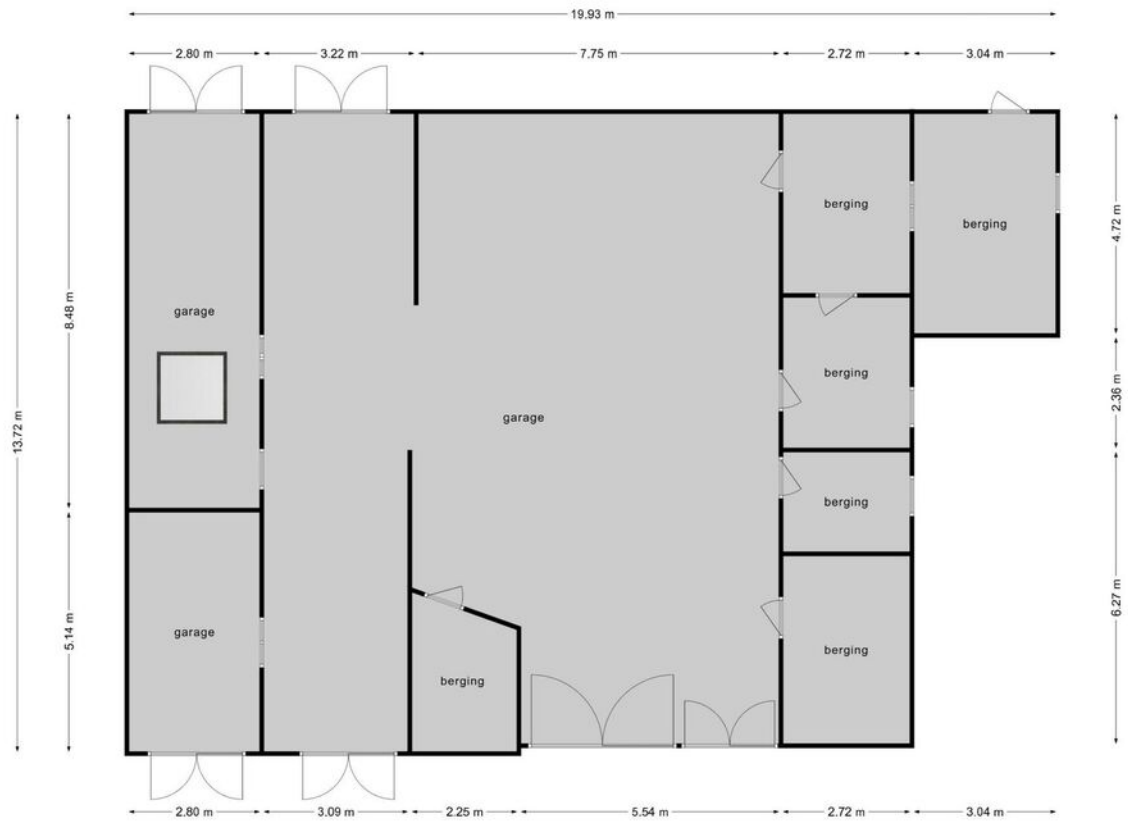 19.93 m
2.80 m
3.22 m
7.75 m
2.72 m
3.04 m
13.72 m
8.48 m
5.14 m
4.72 m
2.36 m
6.27 m
berging
berging
garage
berging
garage
berging
garage
berging
berging
2.80 m
3.09 m
2.25 m
5.54 m
2.72 m
3.04 m